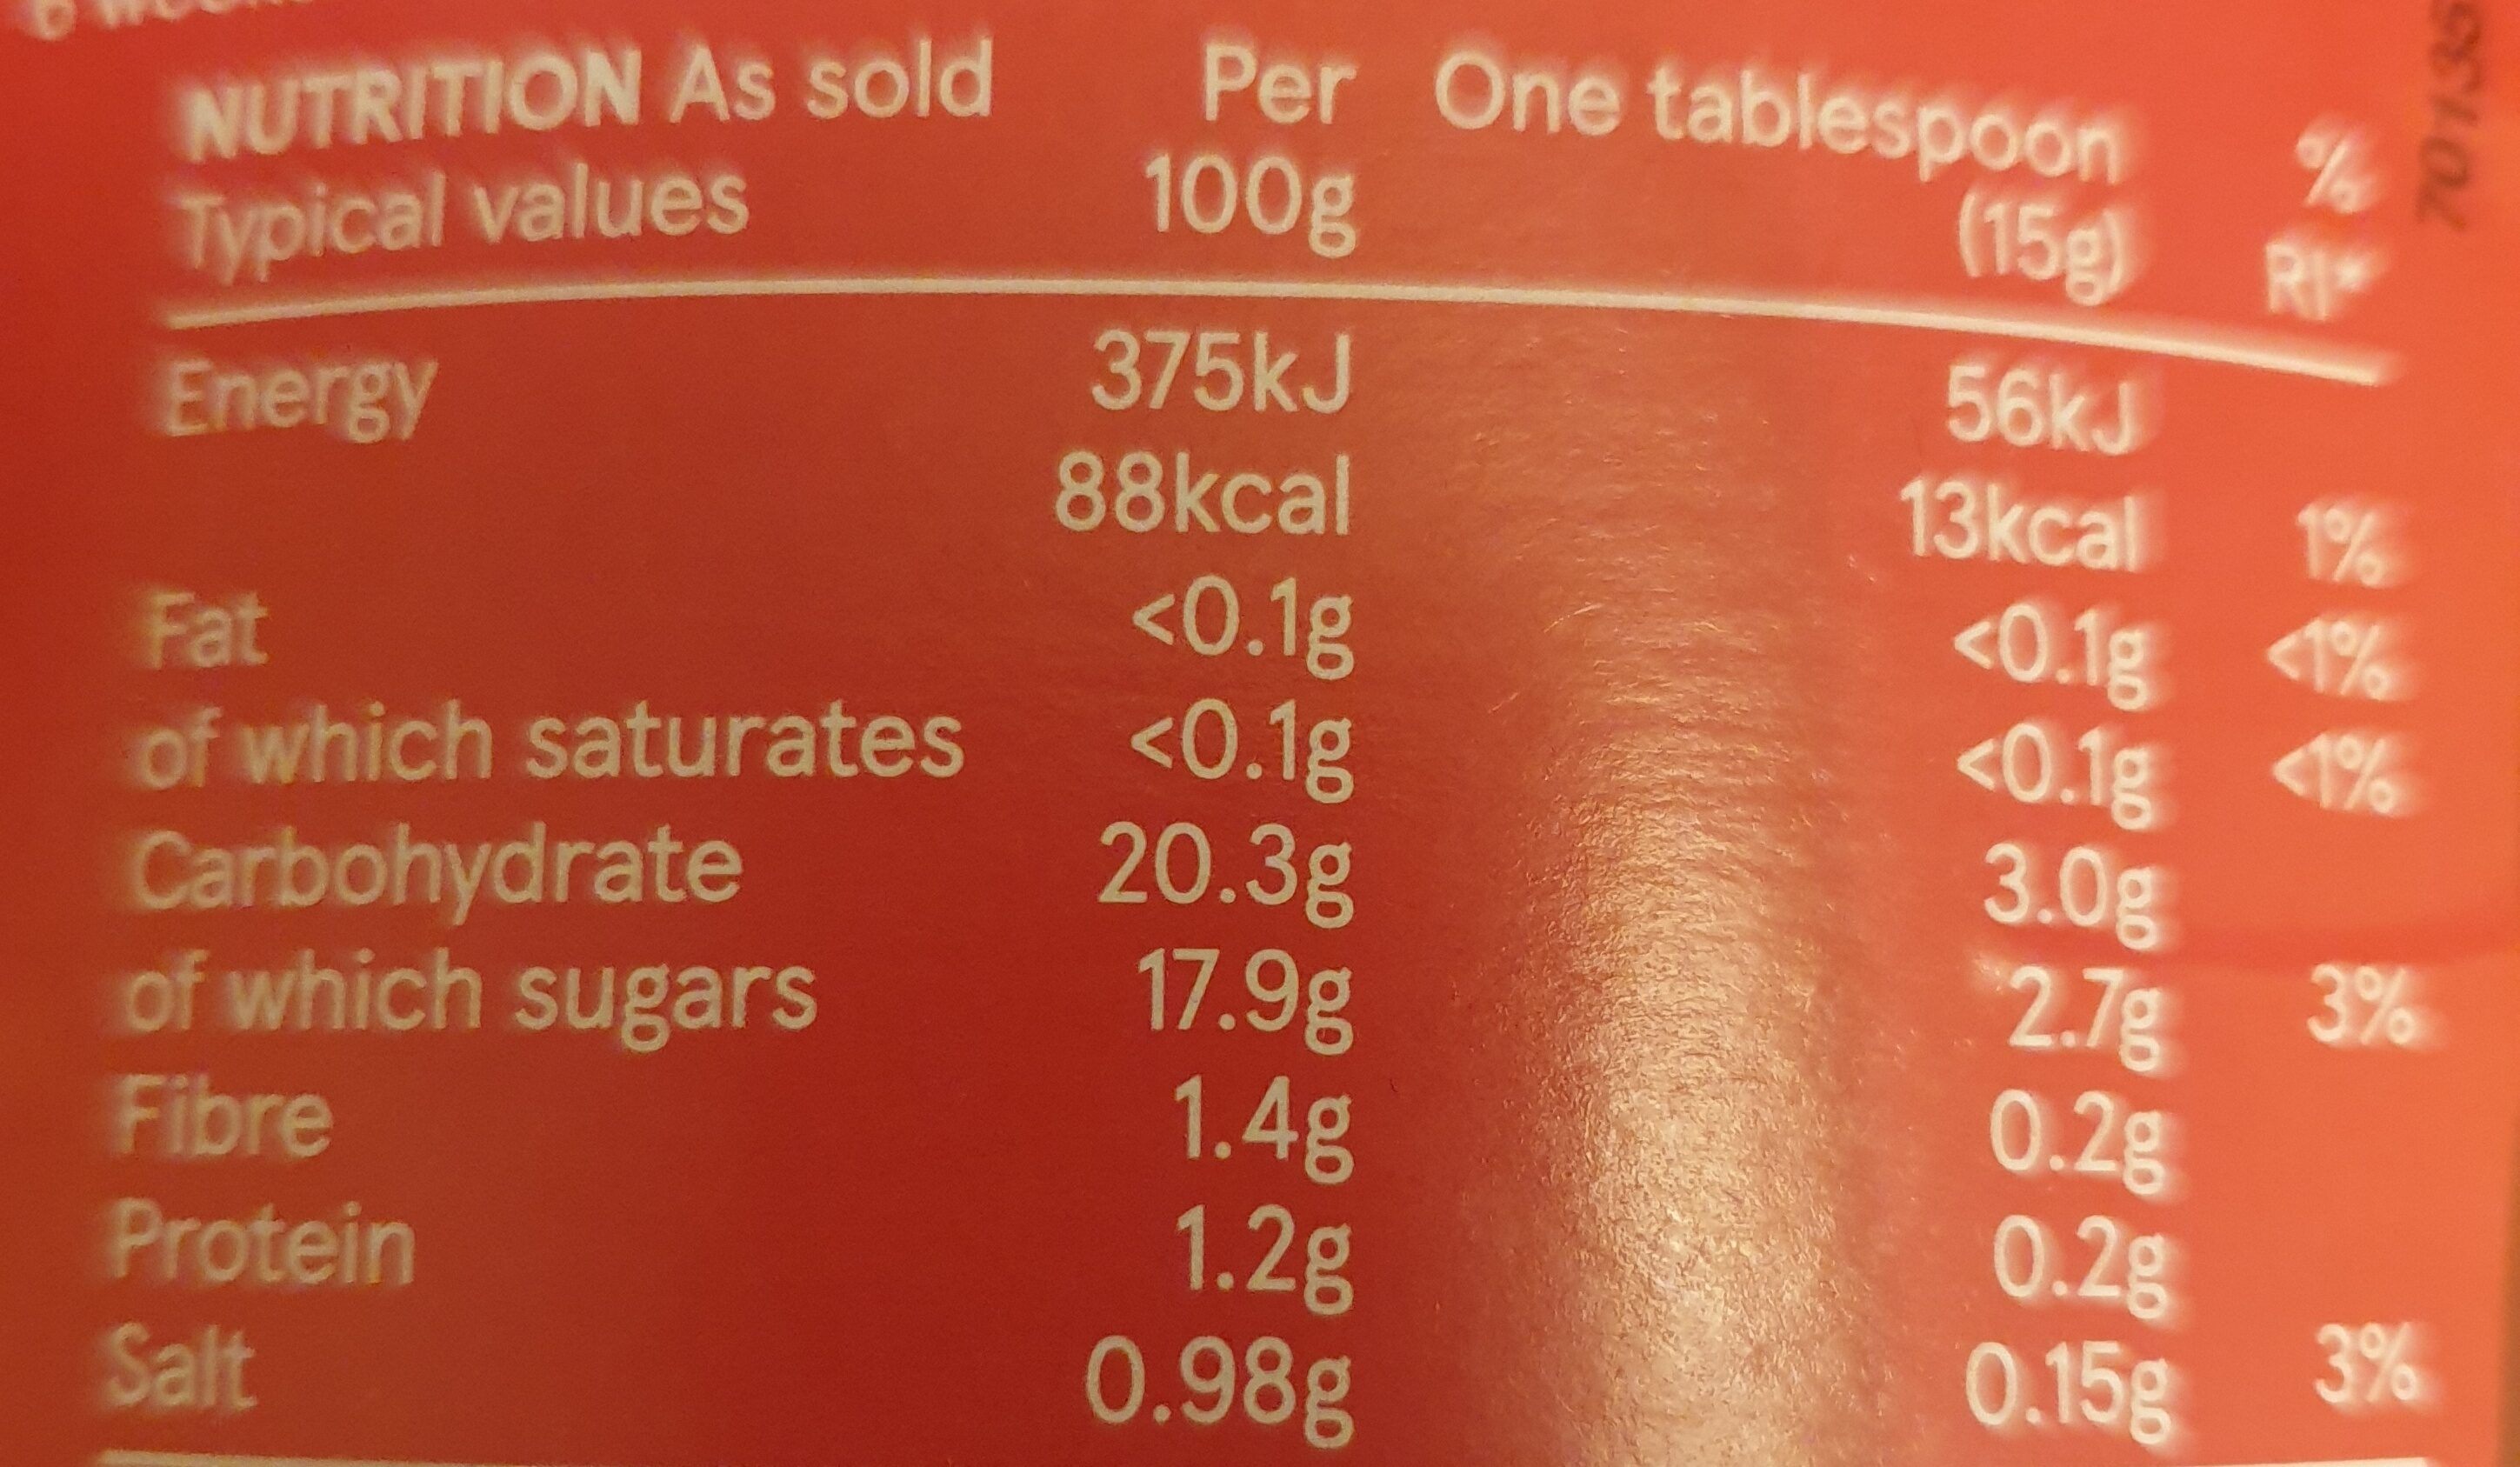 NUTRITION As sold Per One tablespoon %
Typical values 100g (15g) RI*
Energy 375kJ 56kJ
88kcal 13kcal 1%
Fat <0.1g <0.1g <1%
of which saturates <0.1g <0.1g <1%
Carbohydrate 20.3g 3.0g
of which sugars 17.9g 2.7g 3%
Fibre 1.4g 0.2g
Protein 1.2g 0.2g
Salt 0.98g 0.15g 3%